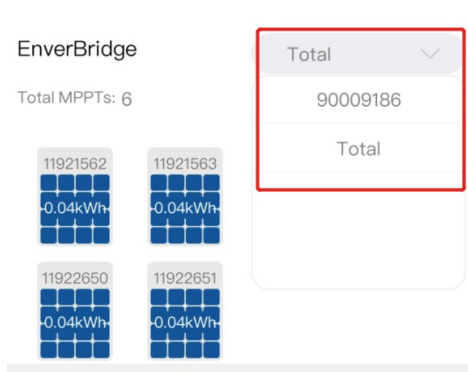 EnverBridge
Total
Total MPPTs: 6
90009186
Total
11921562
11921563
0.04kWh
0.04kWh
11922650
11922651
0.04kWh
0.04kWh